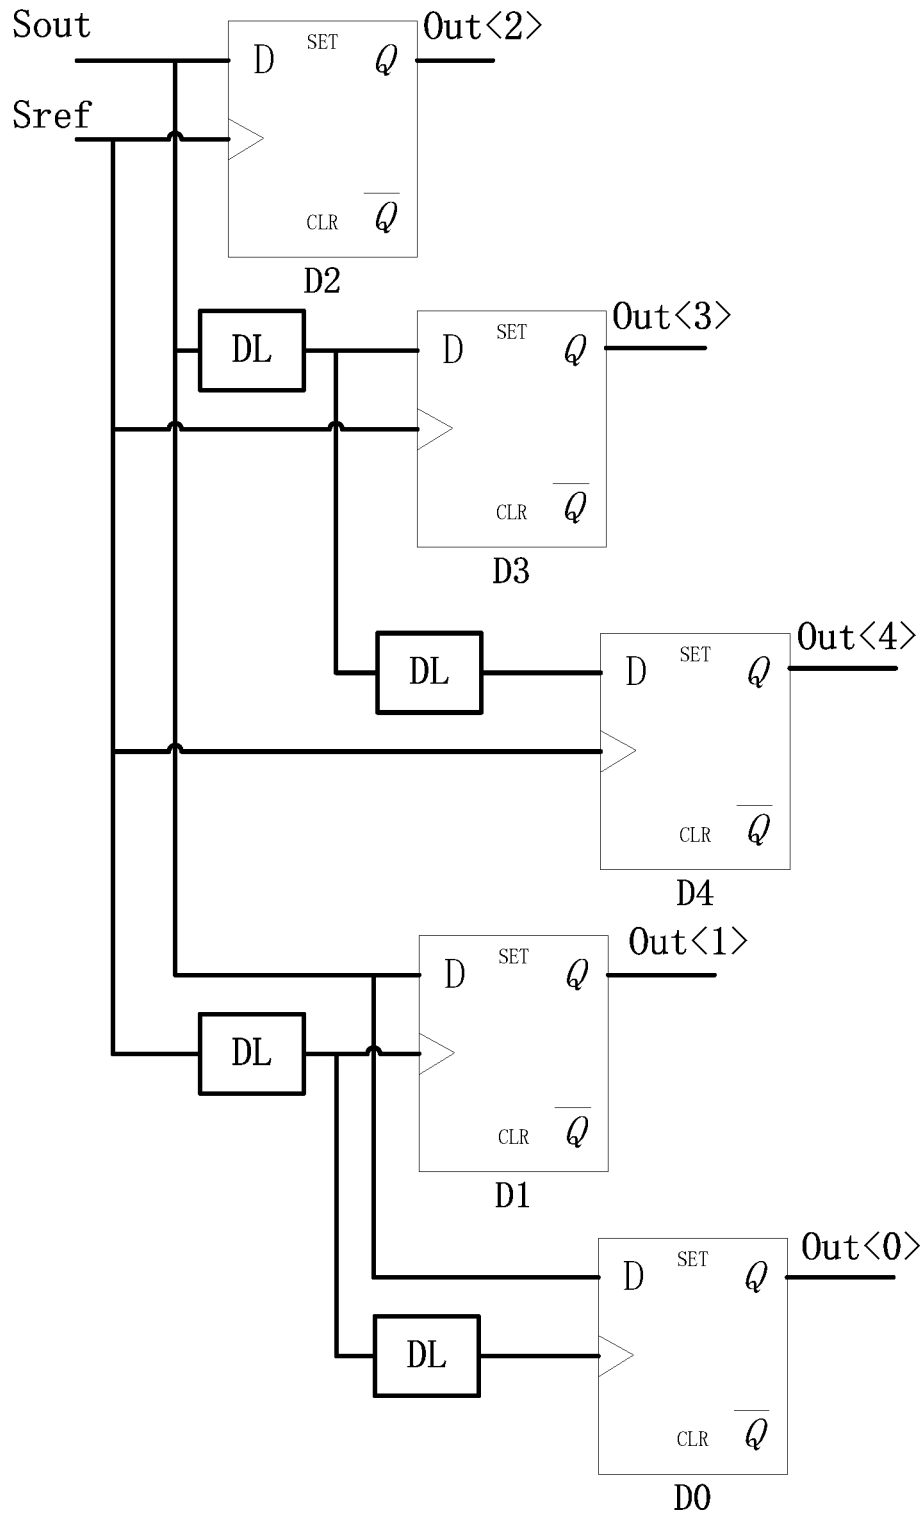 Sout
Out<2>
D SET Q
Sref
CLR Q
D2
Out<3>
DL
D SET Q
CLR Q
D3
Out<4>
DL
D SET Q
CLR Q
D4
Out<1>
D SET Q
DL
CLR Q
D1
Out<0>
D SET Q
DL
CLR Q
D0